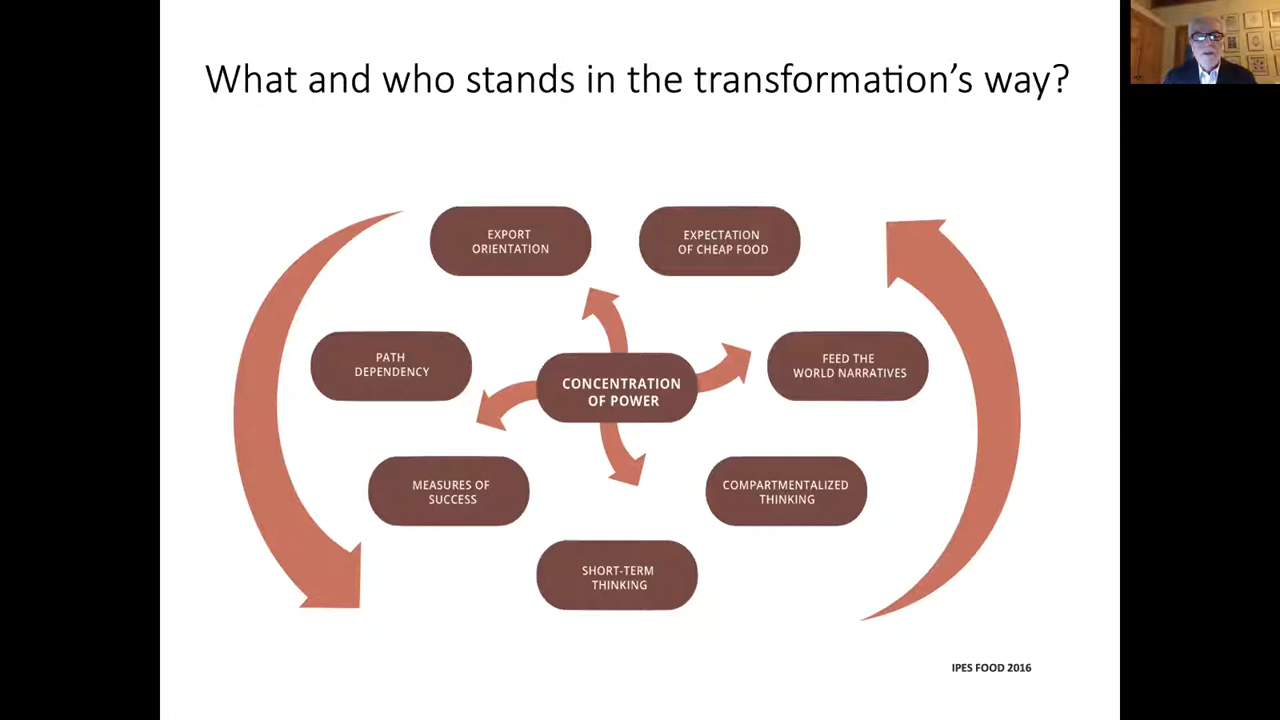 What and who stands in the transformation's way?
EXPORT
ORIENTATION
EXPECTATION
OF CHEAP FOOD
PATH
DEPENDENCY
FEED THE
WORLD NARRATIVES
CONCENTRATION
OF POWER
MEASURES OF
SUCCESS
COMPARTMENTALIZED
THINKING
SHORT-TERM
THINKING
IPES FOOD 2016